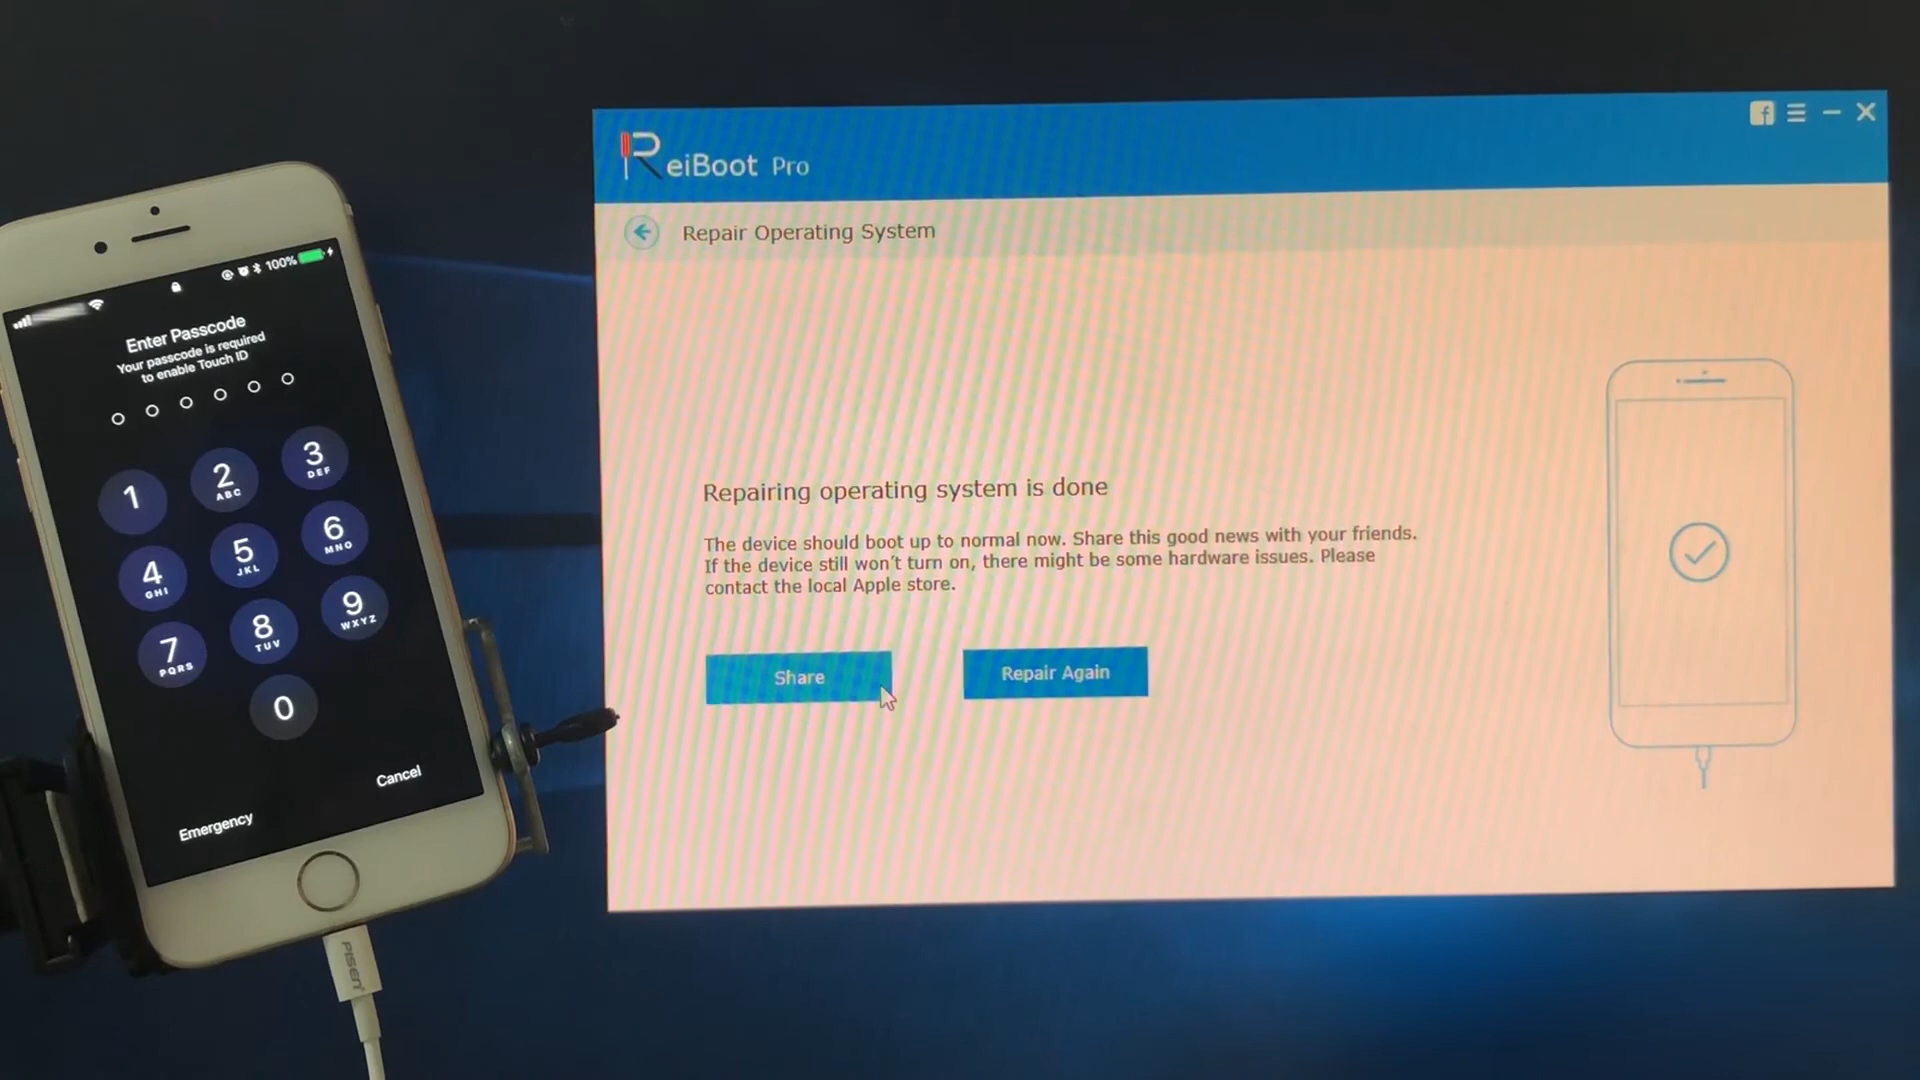 100%
Enter Passcode
Your passcode is required
to enable Touch ID
1
2
ABC
3
DEF
4
GHI
5
JKL
6
MNO
7
PQRS
8
TUV
9
WXYZ
0
Cancel
Emergency
PISEN
ReiBoot Pro
f
Repair Operating System
Repairing operating system is done
The device should boot up to normal now. Share this good news with your friends.
If the device still won't turn on, there might be some hardware issues. Please
contact the local Apple store.
Share
Repair Again